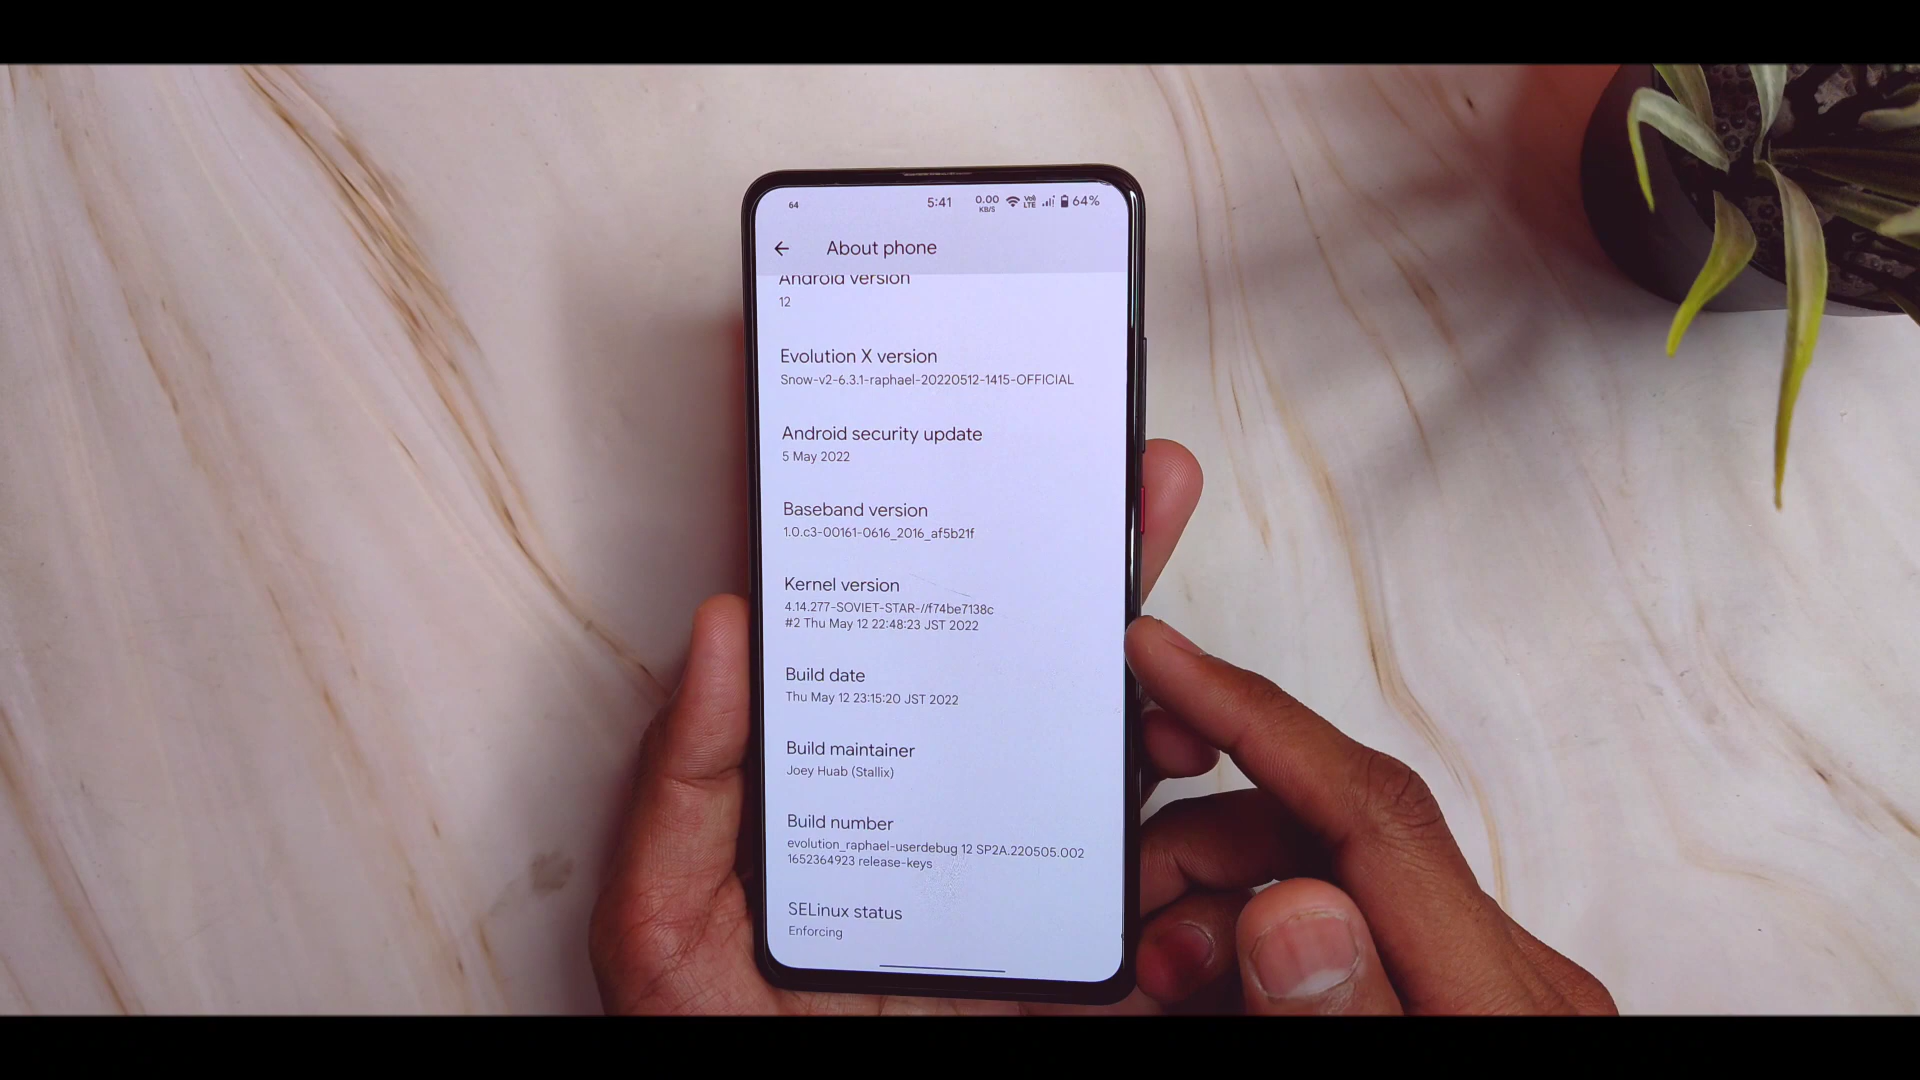 64 5:41 0.00 KB/S Vo) LTE 64%
About phone
Android version
12
Evolution X version
Snow-v2-6.3.1-raphael-20220512-1415-OFFICIAL
Android security update
5 May 2022
Baseband version
1.0.c3-00161-0616_2016_af5b21f
Kernel version
4.14.277-SOVIET-STAR-//f74be7138c
#2 Thu May 12 22:48:23 JST 2022
Build date
Thu May 12 23:15:20 JST 2022
Build maintainer
Joey Huab (Stallix)
Build number
evolution_raphael-userdebug 12 SP2A.220505.002
1652364923 release-keys
SELinux status
Enforcing